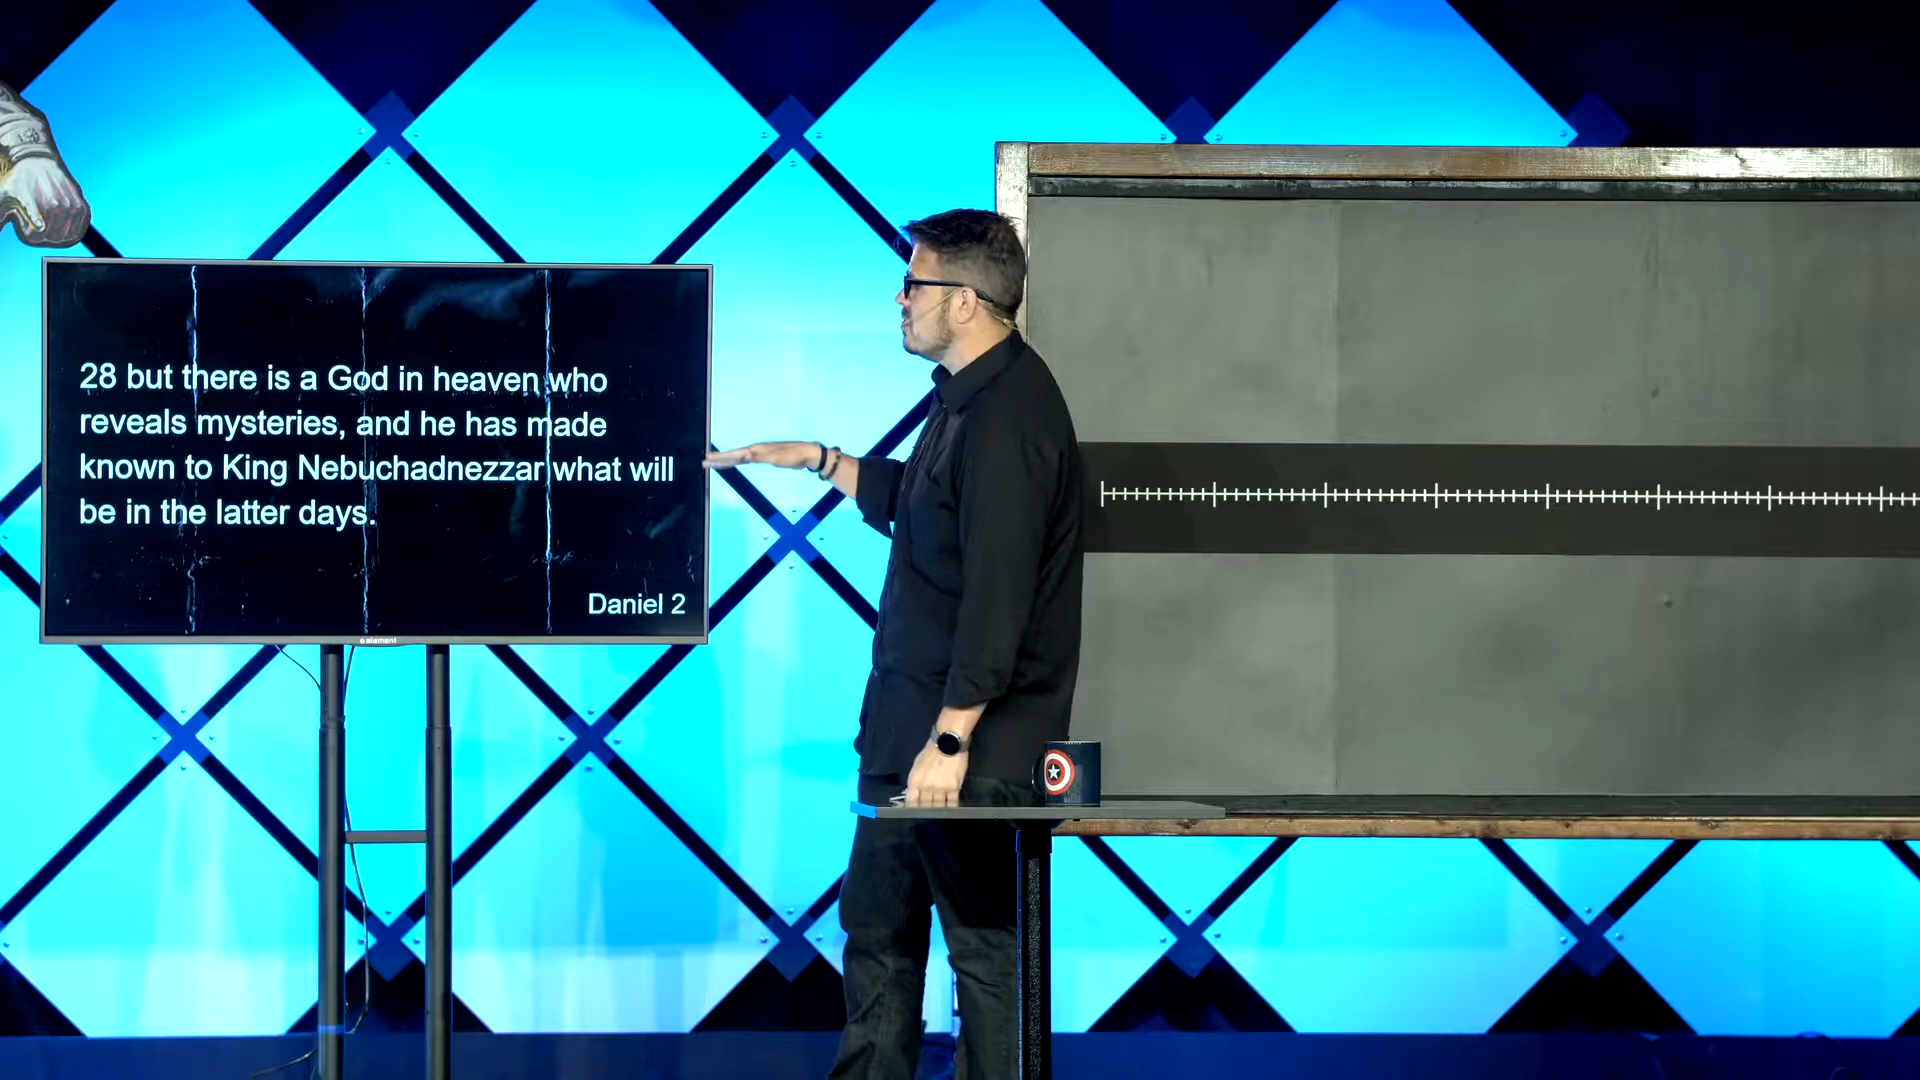 28 but there is a God in heaven who
reveals mysteries, and he has made
known to King Nebuchadnezzar what will
be in the latter days.
Daniel 2
element